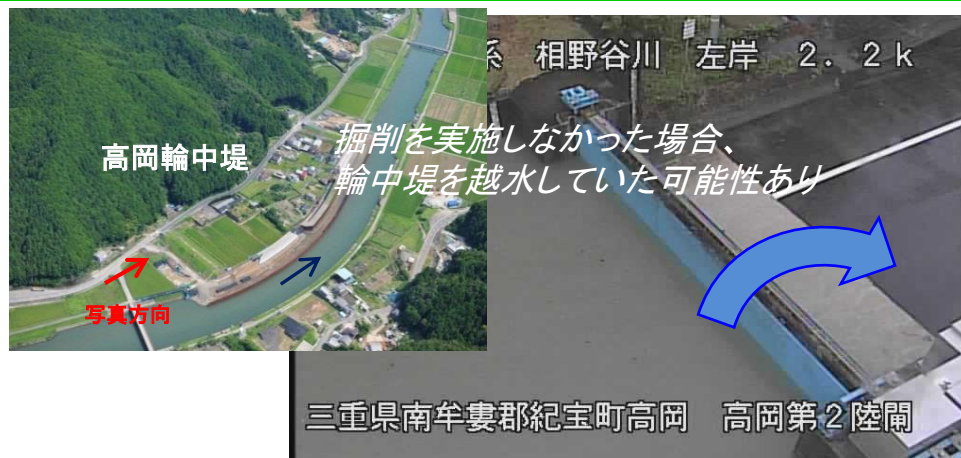 系 相野谷川 左岸 2.2k
高岡輪中堤
掘削を実施しなかった場合、
輪中堤を越水していた可能性あり
写真方向
三重県南牟婁郡紀宝町高岡 高岡第2陸閘